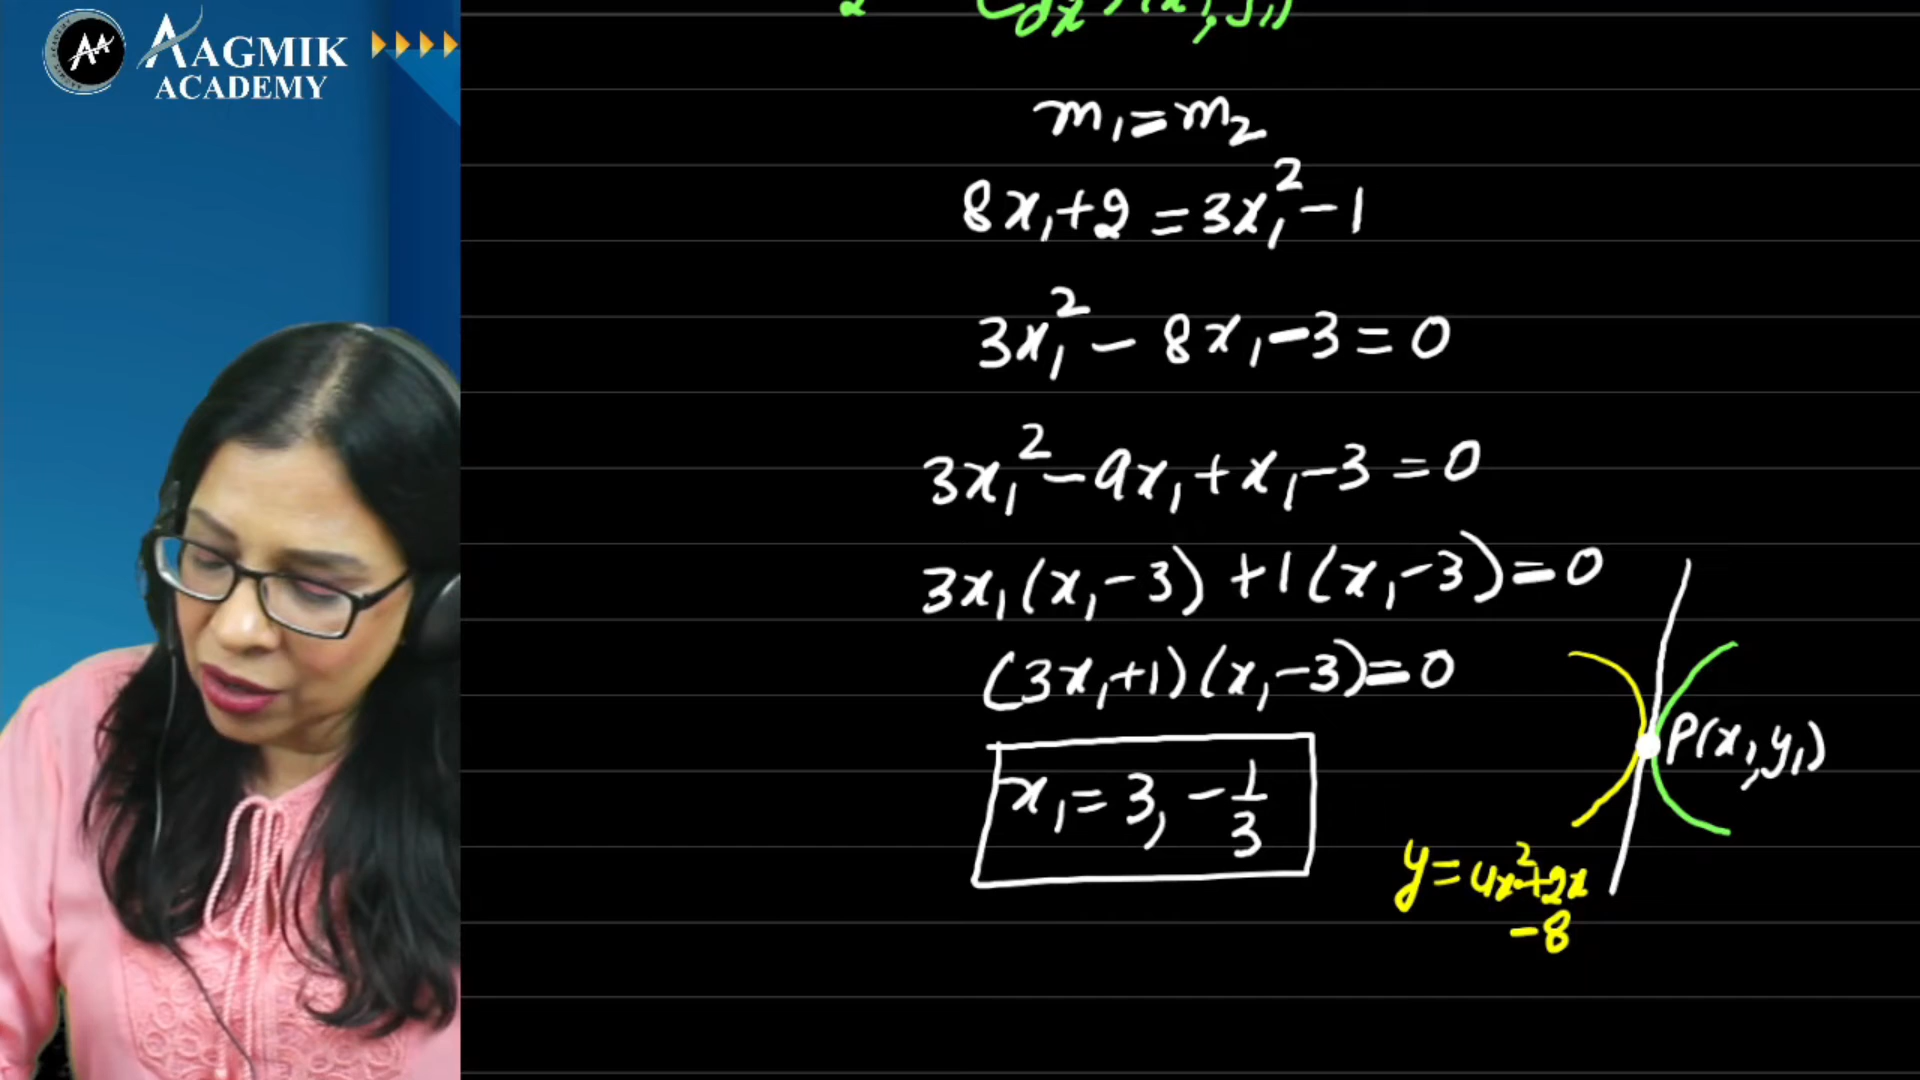 AAGMIK
ACADEMY
m₁=m₂
8x₁+2=3x₁²-1
3x₁²-8x₁-3=0
3x₁²-9x₁+x₁-3=0
3x₁(x₁-3)+1(x₁-3)=0
(3x₁+1)(x₁-3)=0
x₁=3, -1/3
P(x₁,y₁)
y=4x²+2x
-8